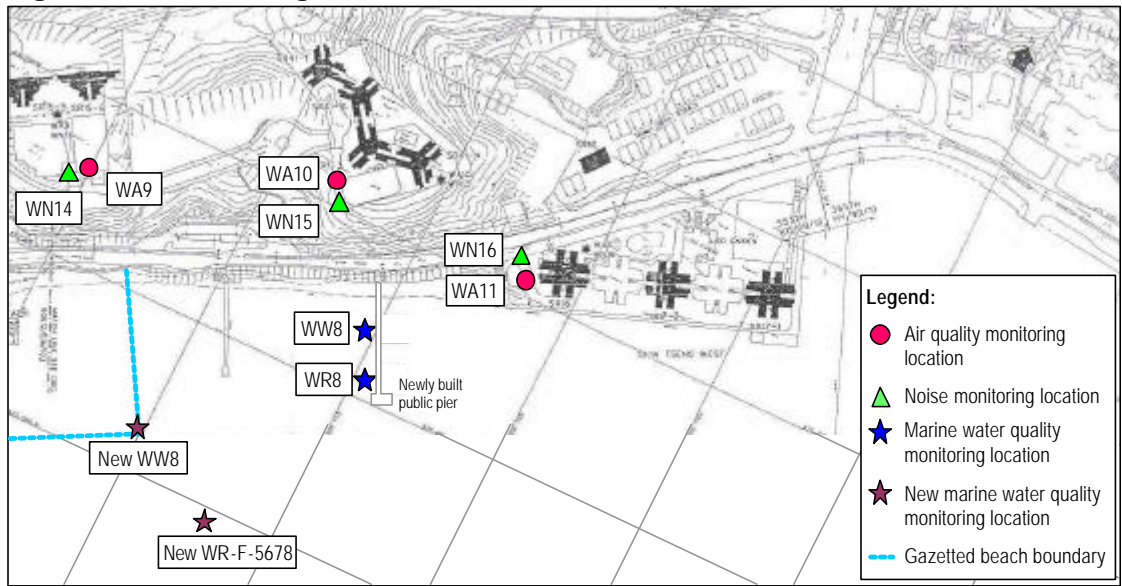 WA9
WN14
WA10
WN15
WN16
WA11
WW8
WR8
Newly built
public pier
New WW8
New WR-F-5678
Legend:
Air quality monitoring
location
Noise monitoring location
Marine water quality
monitoring location
New marine water quality
monitoring location
Gazetted beach boundary